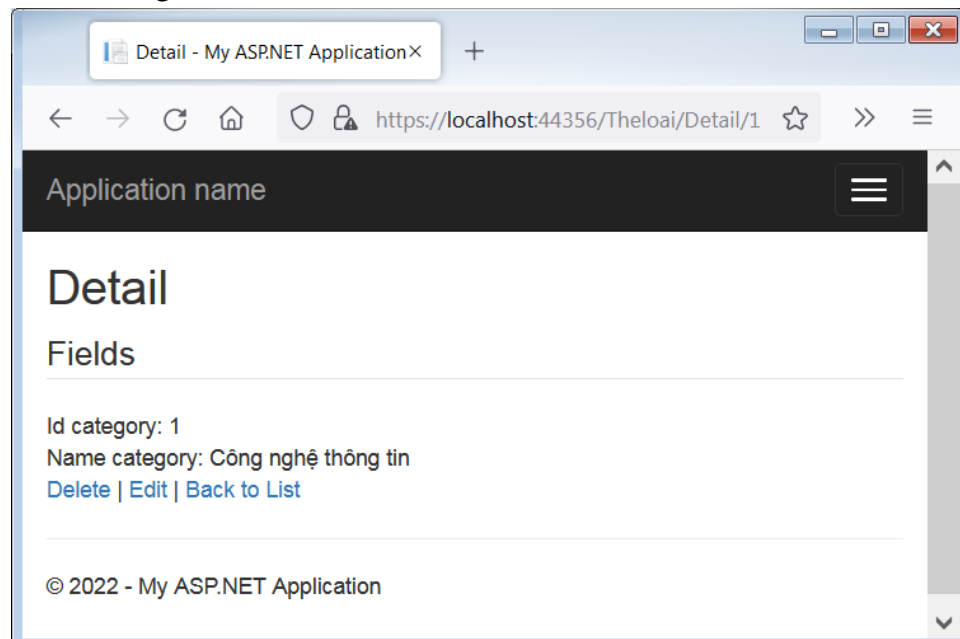 Detail - My ASP.NET Application
https://localhost:44356/Theloai/Detail/1
Application name
Detail
Fields
Id category: 1
Name category: Công nghệ thông tin
Delete | Edit | Back to List
© 2022 - My ASP.NET Application